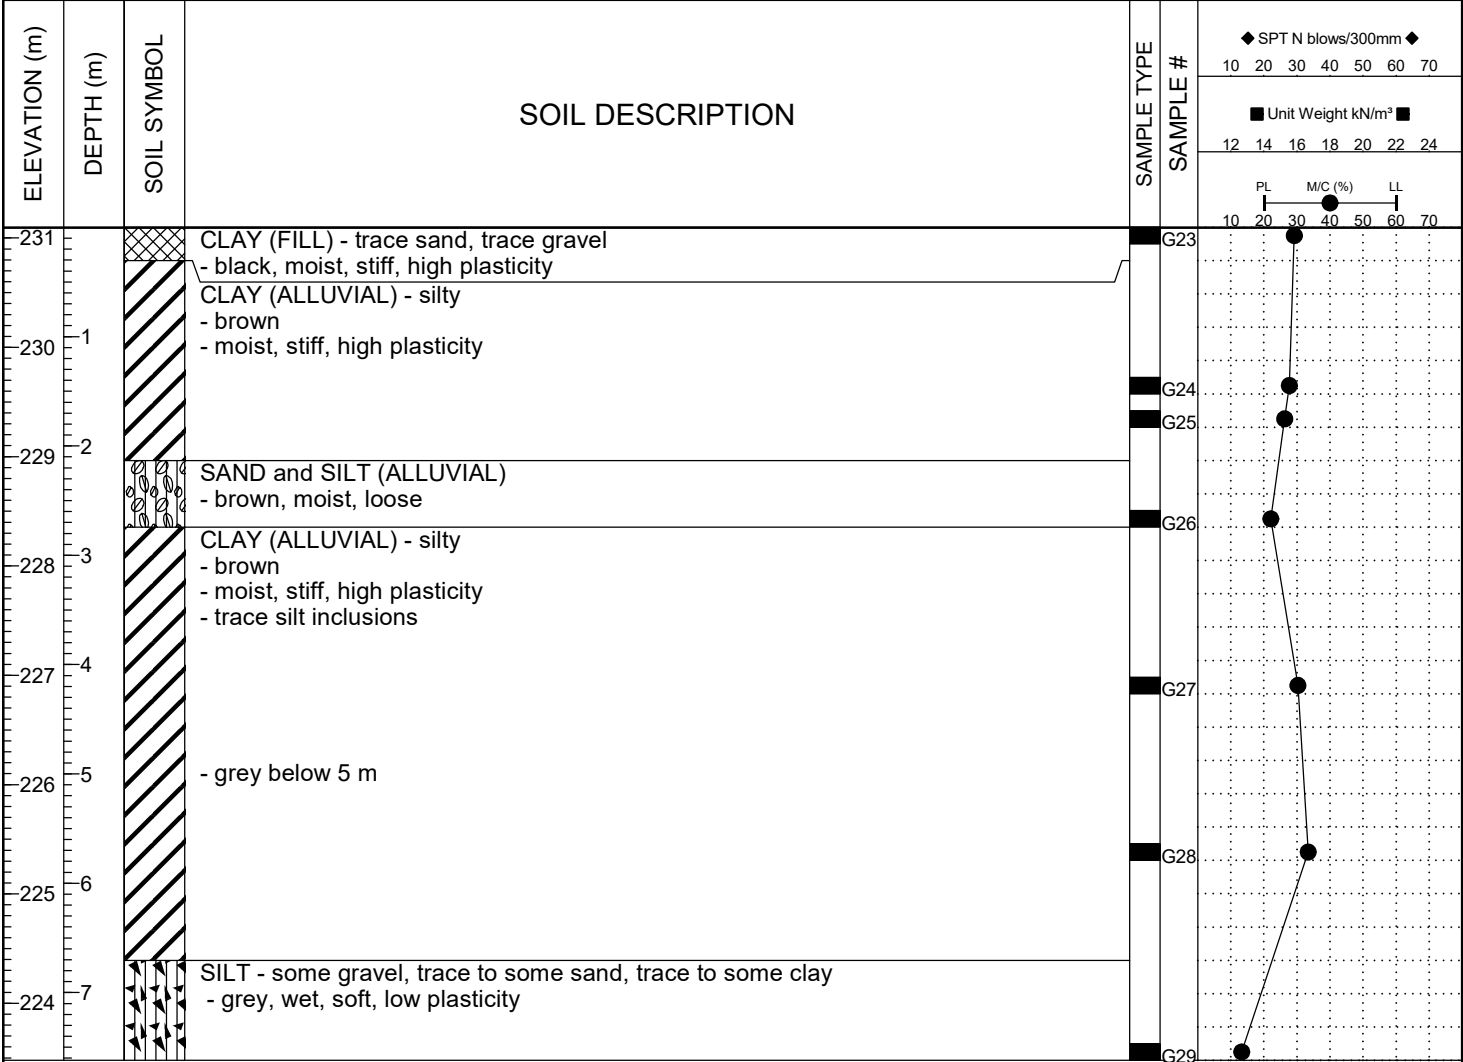 ELEVATION (m)
DEPTH (m)
SOIL SYMBOL
SOIL DESCRIPTION
SAMPLE TYPE
SAMPLE #
◆ SPT N blows/300mm ◆
10 20 30 40 50 60 70
■ Unit Weight kN/m³ ■
12 14 16 18 20 22 24
PL M/C (%) LL
10 20 30 40 50 60 70
231
CLAY (FILL) - trace sand, trace gravel
G23
- black, moist, stiff, high plasticity
CLAY (ALLUVIAL) - silty
- brown
1
230
- moist, stiff, high plasticity
G24
G25
2
229
SAND and SILT (ALLUVIAL)
- brown, moist, loose
G26
CLAY (ALLUVIAL) - silty
3
228
- brown
- moist, stiff, high plasticity
- trace silt inclusions
4
227
G27
5
- grey below 5 m
226
G28
6
225
SILT - some gravel, trace to some sand, trace to some clay
7
224
- grey, wet, soft, low plasticity
G29